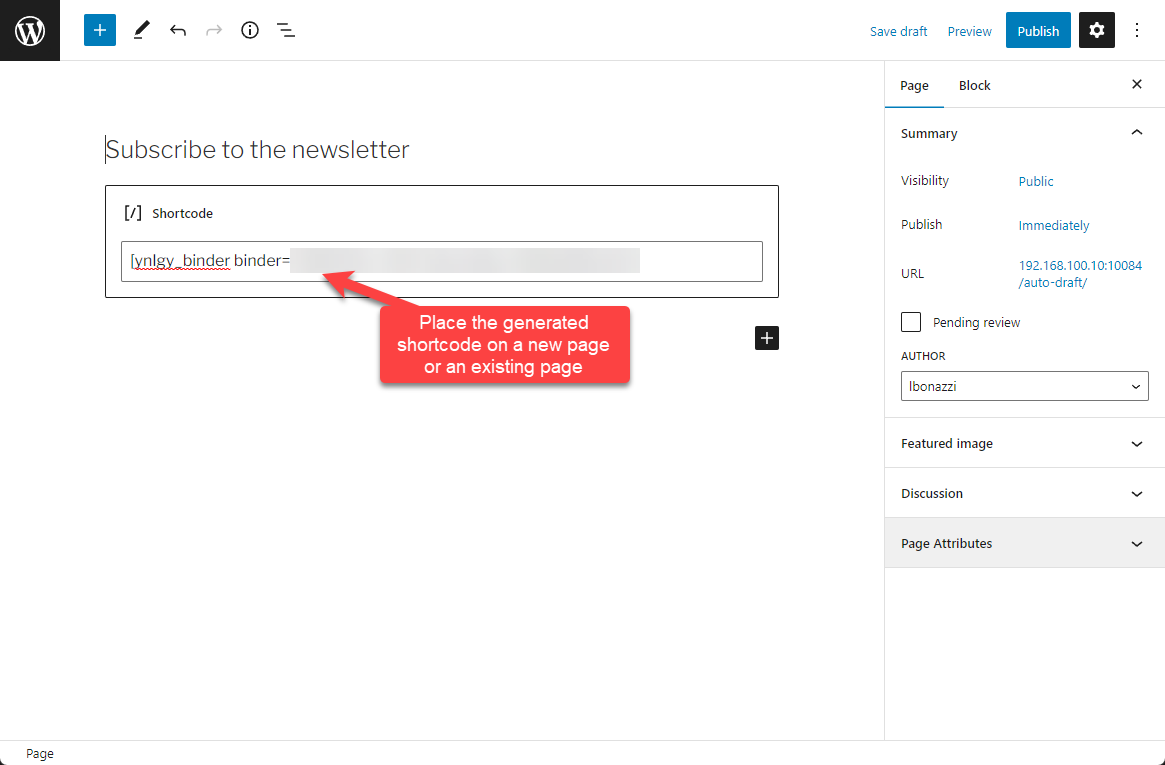 Save draft
Preview
Publish
Page
Block
Subscribe to the newsletter
[/] Shortcode
[ynlgy_binder binder=
Place the generated
shortcode on a new page
or an existing page
Summary
Visibility
Public
Publish
Immediately
URL
192.168.100.10:10084
/auto-draft/
Pending review
AUTHOR
lbonazzi
Featured image
Discussion
Page Attributes
Page